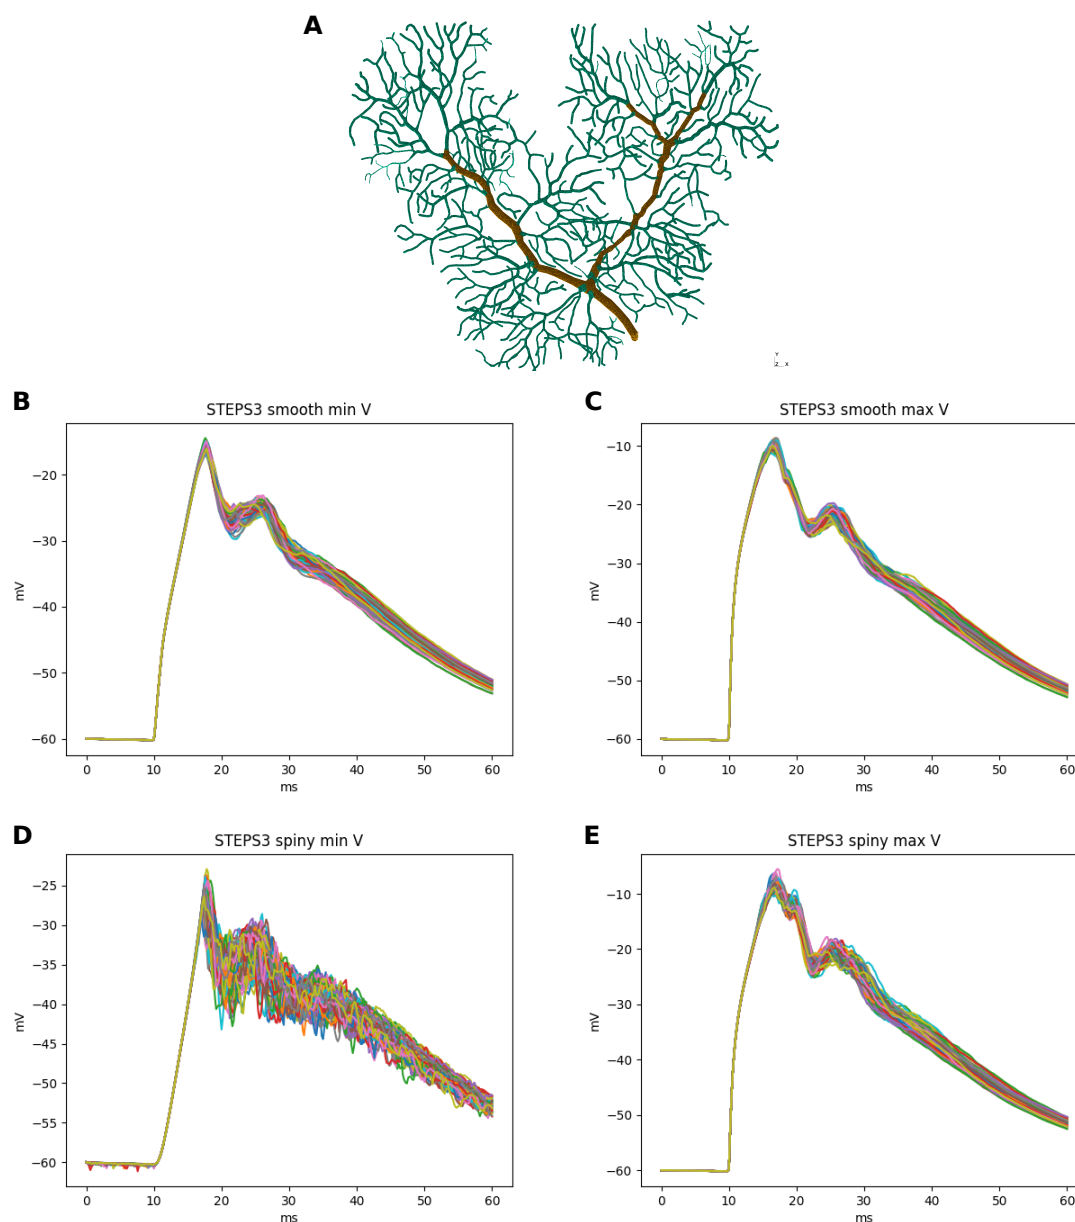 A
Y
Z X
B
C
STEPS3 smooth min V
STEPS3 smooth max V
−20
−30
−40
−50
−60
mV
0 10 20 30 40 50 60
ms
−10
−20
−30
−40
−50
−60
mV
0 10 20 30 40 50 60
ms
D
E
STEPS3 spiny min V
STEPS3 spiny max V
−25
−30
−35
−40
−45
−50
−55
−60
mV
0 10 20 30 40 50 60
ms
−10
−20
−30
−40
−50
−60
mV
0 10 20 30 40 50 60
ms